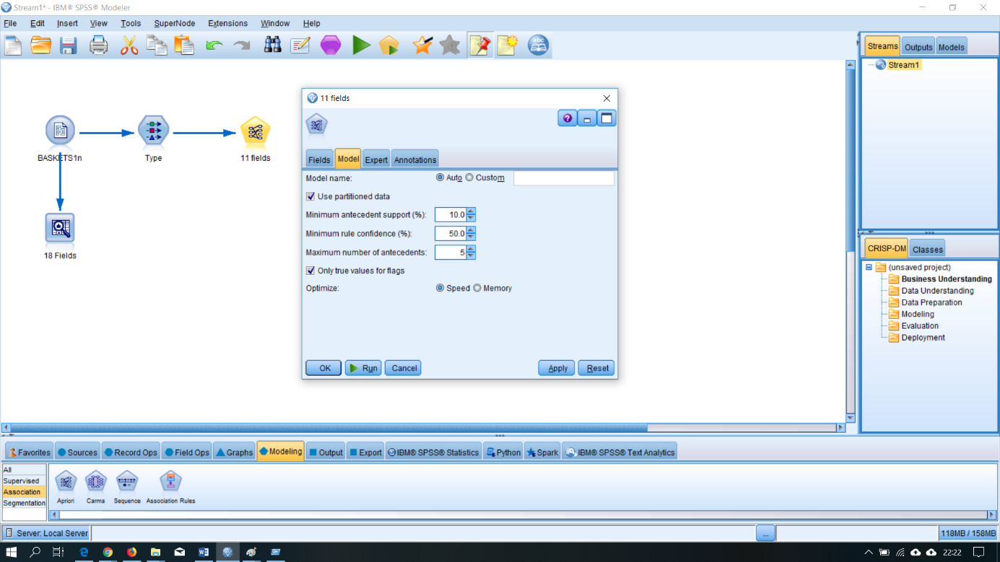 Stream1* - IBM® SPSS® Modeler
File Edit Insert View Tools SuperNode Extensions Window Help
Streams Outputs Models
Stream1
BASKETS1n
Type
11 fields
18 Fields
11 fields
Fields Model Expert Annotations
Model name: Auto Custom
Use partitioned data
Minimum antecedent support (%): 10.0
Minimum rule confidence (%): 50.0
Maximum number of antecedents: 5
Only true values for flags
Optimize: Speed Memory
OK Run Cancel Apply Reset
CRISP-DM Classes
(unsaved project)
Business Understanding
Data Understanding
Data Preparation
Modeling
Evaluation
Deployment
Favorites Sources Record Ops Field Ops Graphs Modeling Output Export IBM® SPSS® Statistics Python Spark IBM® SPSS® Text Analytics
All
Supervised
Association
Segmentation
Apriori Carma Sequence Association Rules
Server: Local Server ... 118MB / 158MB
22:22